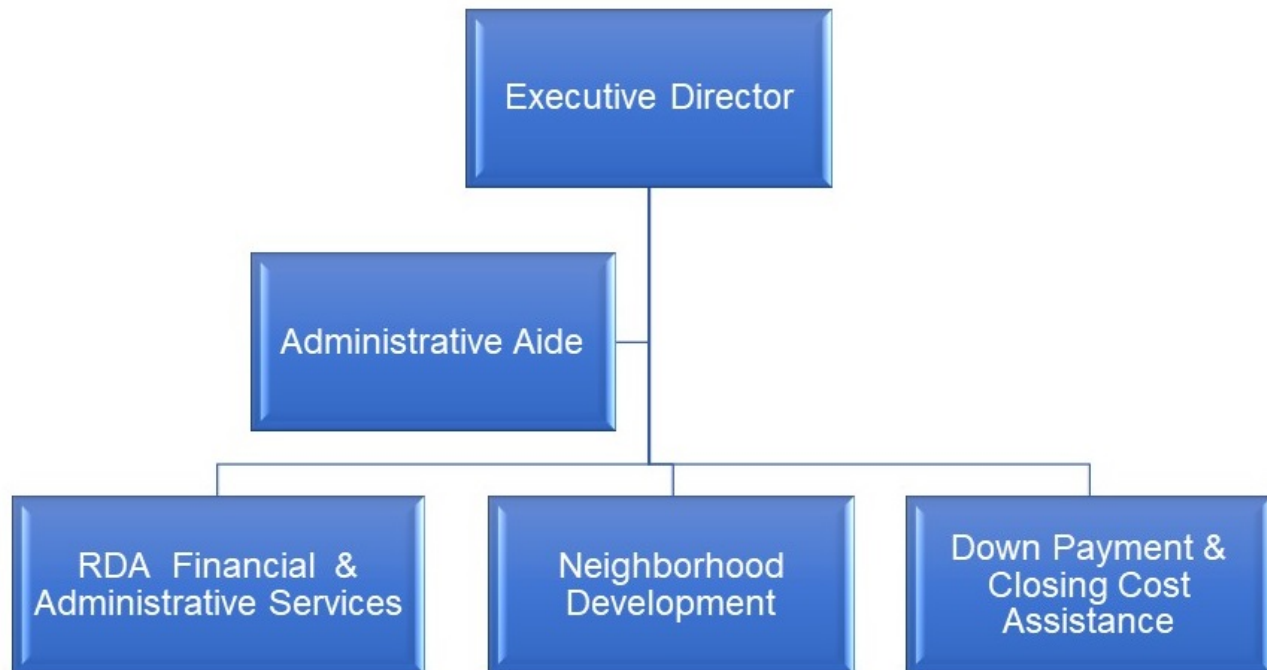 Executive Director
Administrative Aide
RDA Financial &
Administrative Services
Neighborhood
Development
Down Payment &
Closing Cost
Assistance